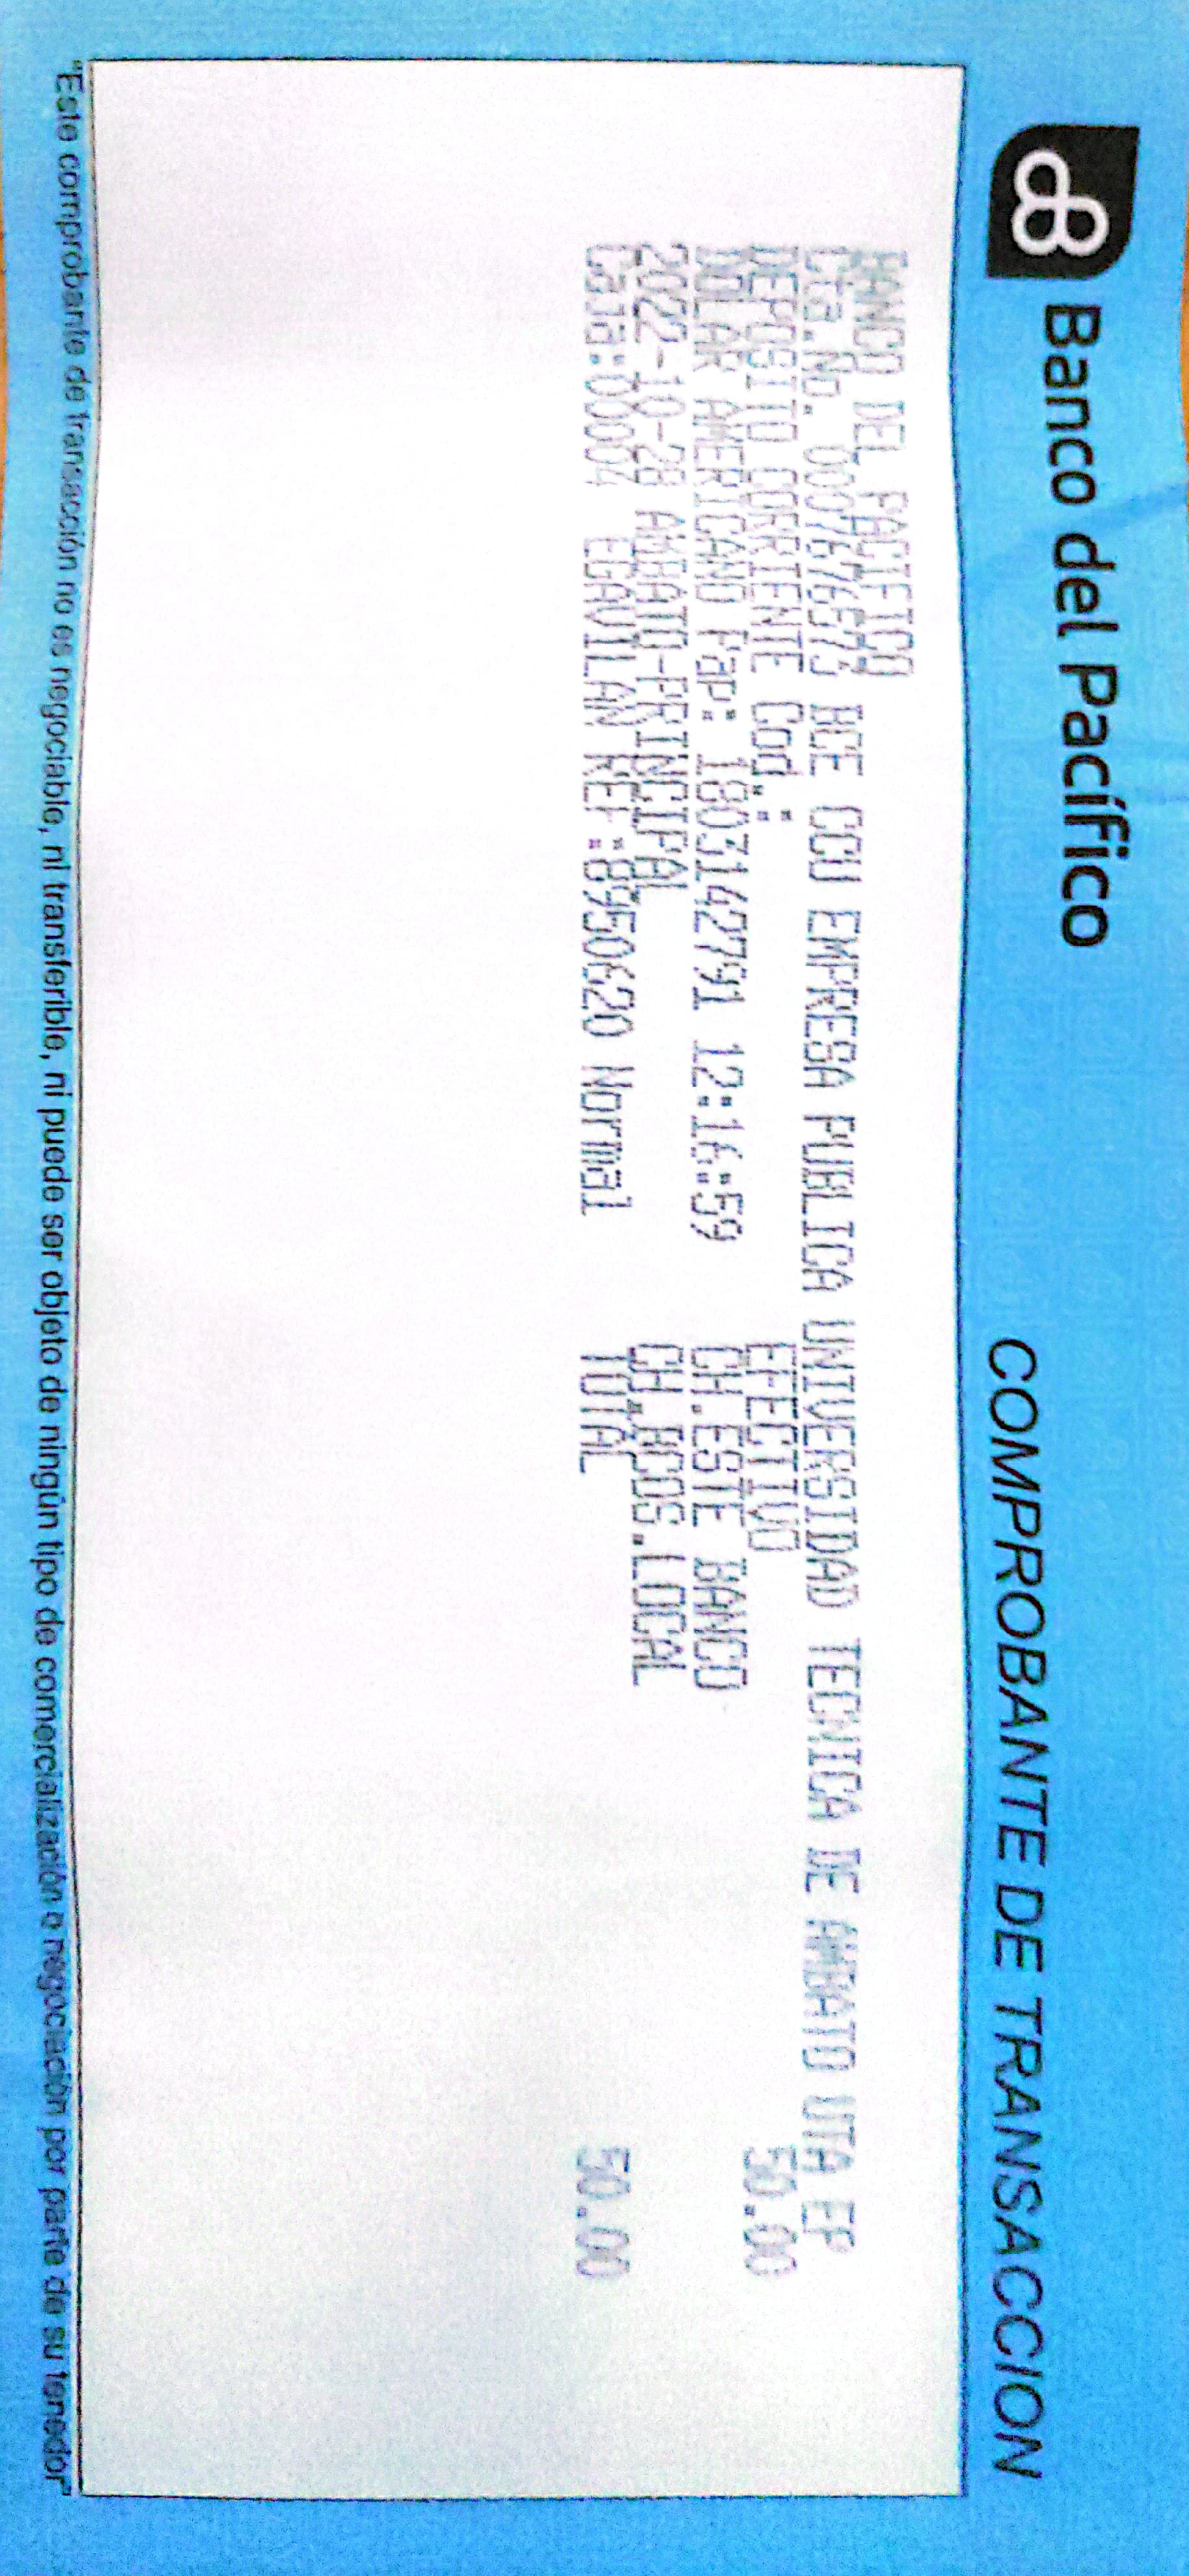 Banco del Pacífico
COMPROBANTE DE TRANSACCION
BANCO DEL PACIFICO
Cta.No. 0007676573 BCE CCU EMPRESA PUBLICA UNIVERSIDAD TECNICA DE AMBATO UTA EP
DEPOSITO CORRIENTE Cod.: EFECTIVO 50.00
DOLAR AMERICANO Pap: 1803142791 12:16:59 CH.ESTE BANCO
2022-10-28 AMBATO-PRINCIPAL CH.BCOS.LOCAL
Caja:00004 EGAVILAN REF:8950620 Normal TOTAL 50.00
"Este comprobante de transacción no es negociable, ni transferible, ni puede ser objeto de ningún tipo de comercialización o negociación por parte de su tenedor"